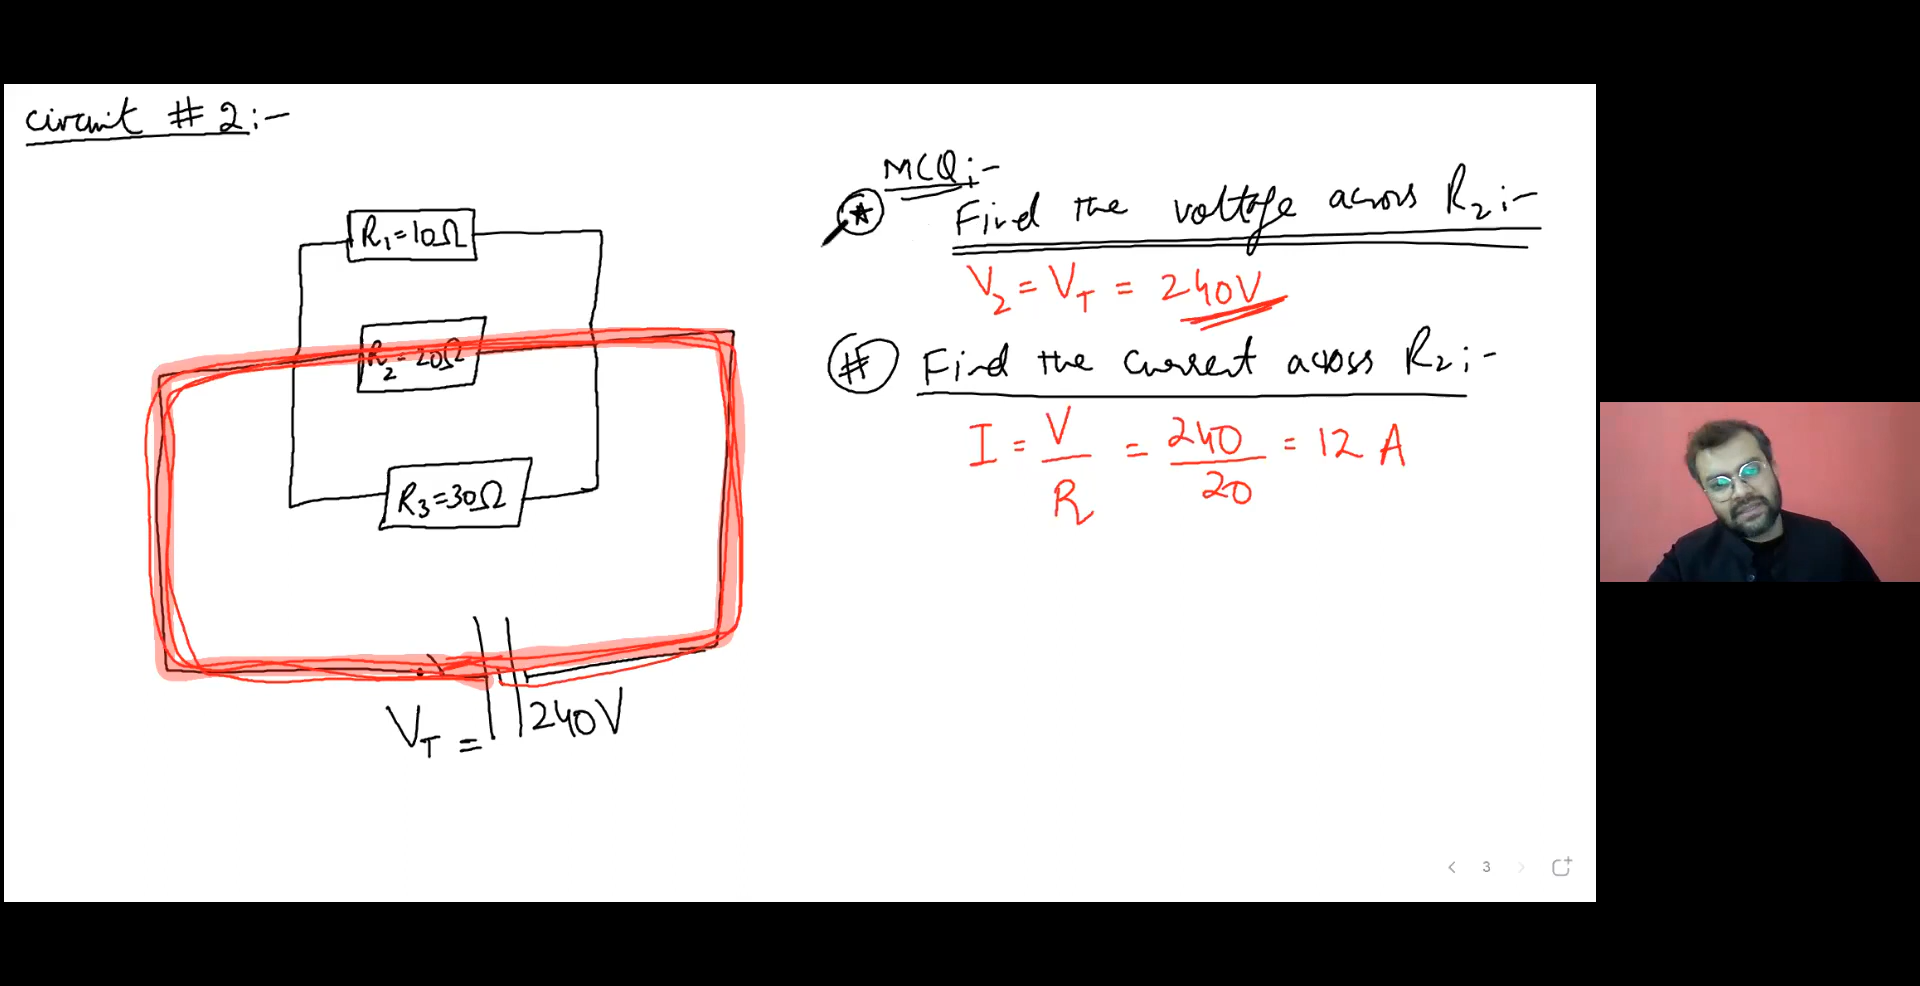 circuit # 2:-
R₁=10Ω
R₂=20Ω
R₃=30Ω
V_T = 240V
MCQ:-
Find the voltage across R₂:-
V₂ = V_T = 240V
# Find the current across R₂:-
I = V/R = 240/20 = 12 A
3